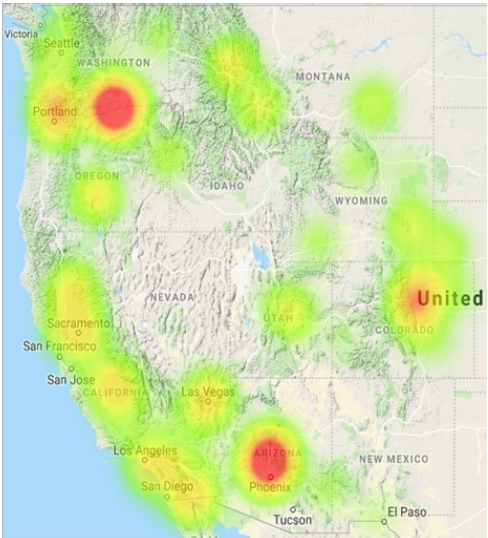 Victoria
Seattle
WASHINGTON
MONTANA
Portland
OREGON
IDAHO
WYOMING
NEVADA
United
UTAH
COLORADO
Sacramento
San Francisco
San Jose
CALIFORNIA
Las Vegas
Los Angeles
ARIZONA
NEW MEXICO
San Diego
Phoenix
El Paso
Tucson